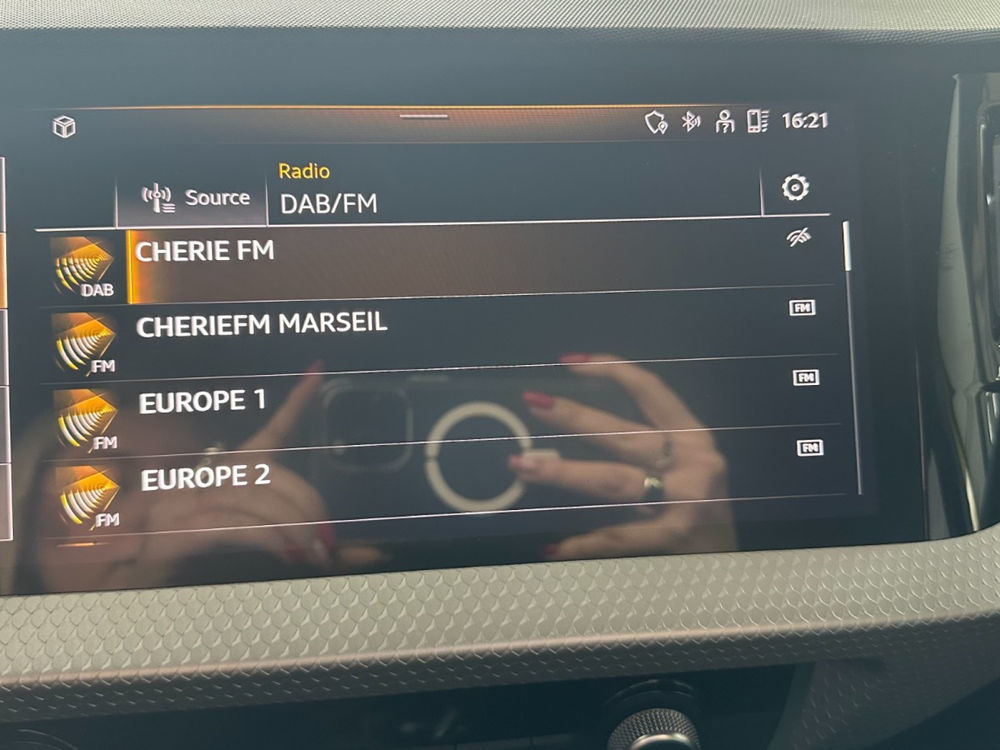 16:21
Radio
Source
DAB/FM
CHERIE FM
DAB
CHERIEFM MARSEIL
FM
FM
EUROPE 1
FM
FM
EUROPE 2
FM
FM